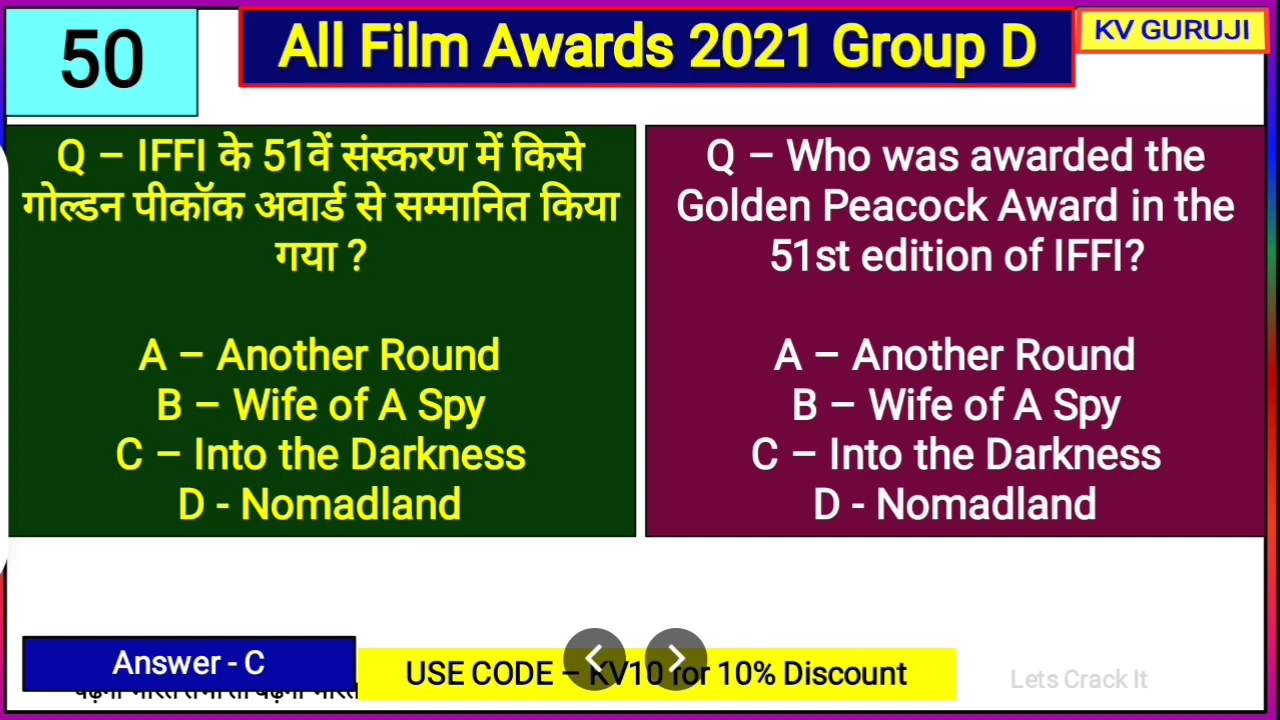 50
All Film Awards 2021 Group D
KV GURUJI
Q – IFFI के 51वें संस्करण में किसे
गोल्डन पीकॉक अवार्ड से सम्मानित किया
गया ?
A – Another Round
B – Wife of A Spy
C – Into the Darkness
D - Nomadland
Q – Who was awarded the
Golden Peacock Award in the
51st edition of IFFI?
A – Another Round
B – Wife of A Spy
C – Into the Darkness
D - Nomadland
Answer - C
USE CODE – KV10 for 10% Discount
Lets Crack It